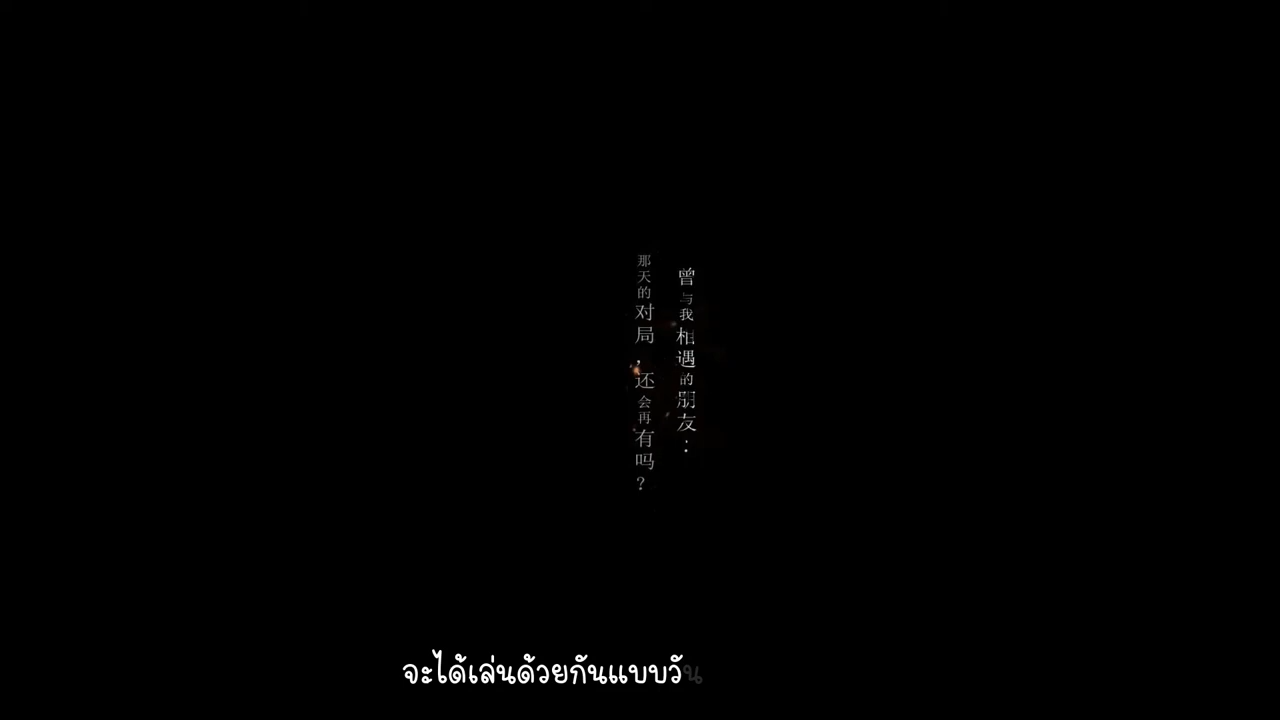 曾与我相遇的朋友：
那天的对局，还会再有吗？
จะได้เล่นด้วยกันแบบวัน